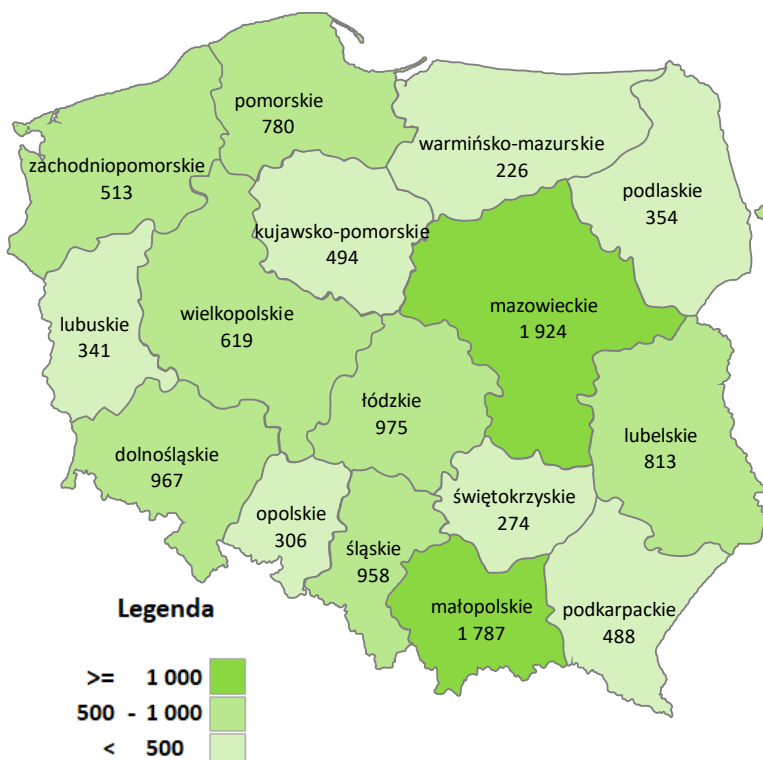 pomorskie
780
warmińsko-mazurskie
226
zachodniopomorskie
513
podlaskie
354
kujawsko-pomorskie
494
mazowieckie
1 924
wielkopolskie
619
lubuskie
341
łódzkie
975
lubelskie
813
dolnośląskie
967
świętokrzyskie
274
opolskie
306
śląskie
958
małopolskie
1 787
podkarpackie
488
Legenda
>= 1 000
500 - 1 000
< 500